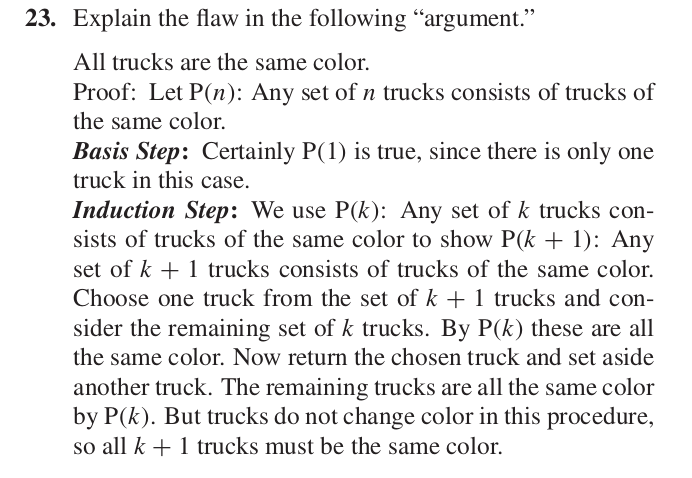 23. Explain the flaw in the following “argument.”
All trucks are the same color.
Proof: Let P(n): Any set of n trucks consists of trucks of
the same color.
Basis Step: Certainly P(1) is true, since there is only one
truck in this case.
Induction Step: We use P(k): Any set of k trucks con-
sists of trucks of the same color to show P(k + 1): Any
set of k + 1 trucks consists of trucks of the same color.
Choose one truck from the set of k + 1 trucks and con-
sider the remaining set of k trucks. By P(k) these are all
the same color. Now return the chosen truck and set aside
another truck. The remaining trucks are all the same color
by P(k). But trucks do not change color in this procedure,
so all k + 1 trucks must be the same color.